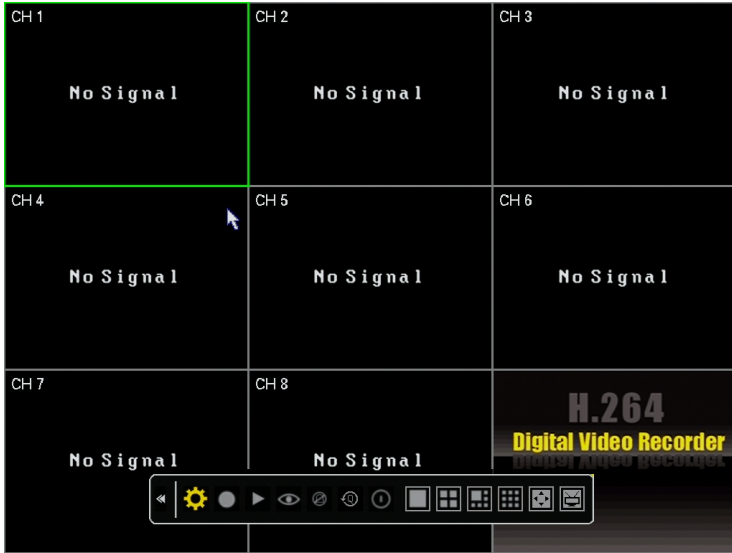 CH 1
CH 2
CH 3
No Signal
No Signal
No Signal
CH 4
CH 5
CH 6
No Signal
No Signal
No Signal
CH 7
CH 8
H.264
Digital Video Recorder
No Signal
No Signal